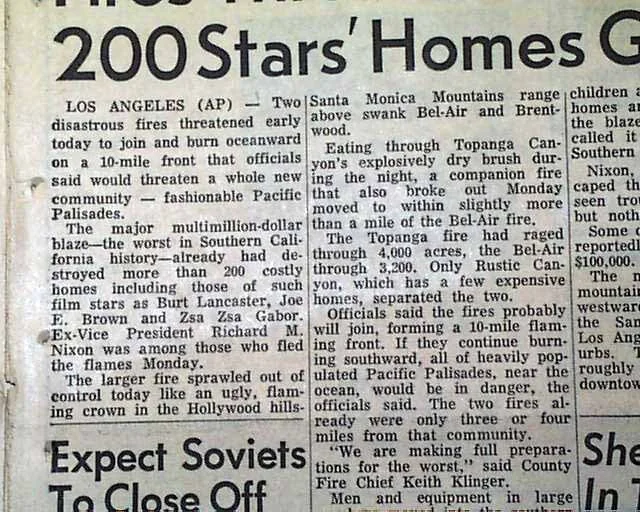 200 Stars' Homes G
LOS ANGELES (AP) — Two
disastrous fires threatened early
today to join and burn oceanward
on a 10-mile front that officials
said would threaten a whole new
community — fashionable Pacific
Palisades.
The major multimillion-dollar
blaze—the worst in Southern Cali-
fornia history—already had de-
stroyed more than 200 costly
homes including those of such
film stars as Burt Lancaster, Joe
E. Brown and Zsa Zsa Gabor.
Ex-Vice President Richard M.
Nixon was among those who fled
the flames Monday.
The larger fire sprawled out of
control today like an ugly, flam-
ing crown in the Hollywood hills-
Expect Soviets
To Close Off
Santa Monica Mountains range
above swank Bel-Air and Brent-
wood.
Eating through Topanga Can-
yon's explosively dry brush dur-
ing the night, a companion fire
that also broke out Monday
moved to within slightly more
than a mile of the Bel-Air fire.
The Topanga fire had raged
through 4,000 acres, the Bel-Air
through 3,200. Only Rustic Can-
yon, which has a few expensive
homes, separated the two.
Officials said the fires probably
will join, forming a 10-mile flam-
ing front. If they continue burn-
ing southward, all of heavily pop-
ulated Pacific Palisades, near the
ocean, would be in danger, the
officials said. The two fires al-
ready were only three or four
miles from that community.
"We are making full prepara-
tions for the worst," said County
Fire Chief Keith Klinger.
Men and equipment in large
children a
homes a
the blaze
called it
Southern
Nixon,
caped th
seen tro
but noth
Some o
reported
$100,000.
The n
mountai
westwar
the San
Los Ang
urbs. T
roughly
downtow
She
In T